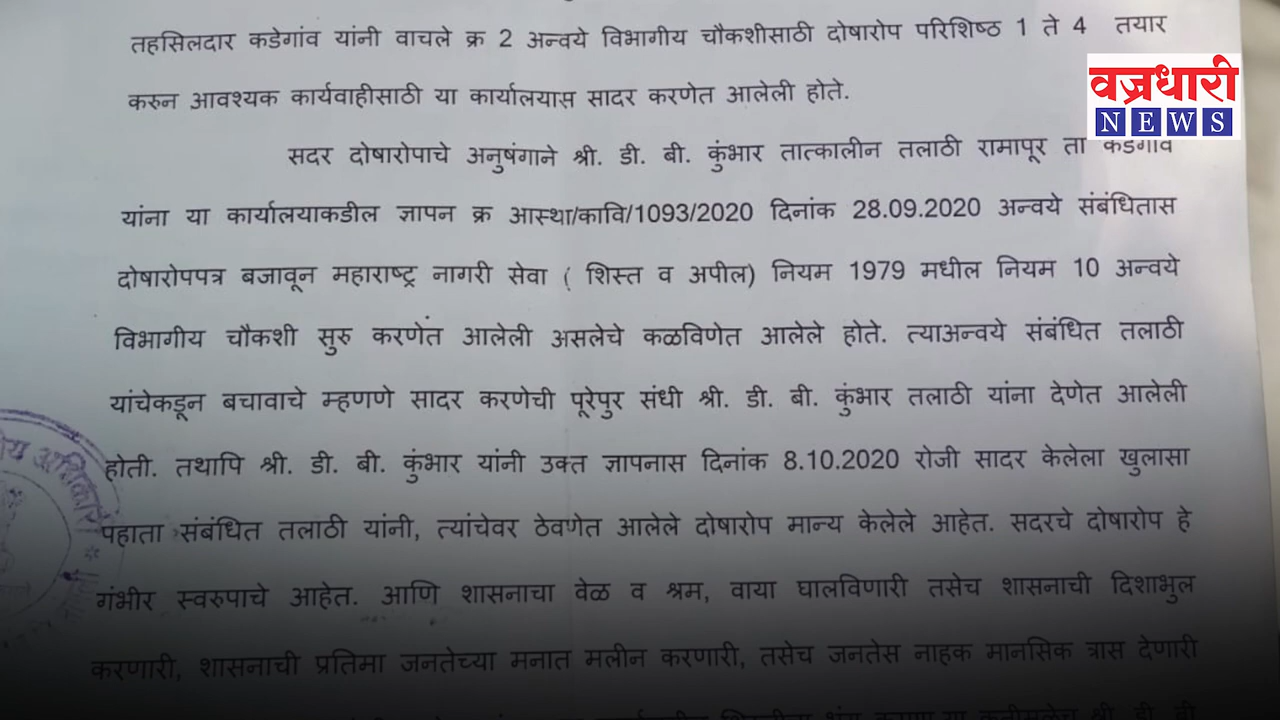 तहसिलदार कडेगांव यांनी वाचले क्र 2 अन्वये विभागीय चौकशीसाठी दोषारोप परिशिष्ठ 1 ते 4 तयार
वज्रधारी
NEWS
करुन आवश्यक कार्यवाहीसाठी या कार्यालयास सादर करणेत आलेली होते.
सदर दोषारोपाचे अनुषंगाने श्री. डी. बी. कुंभार तात्कालीन तलाठी रामापूर ता कडेगांव
यांना या कार्यालयाकडील ज्ञापन क्र आस्था/कावि/1093/2020 दिनांक 28.09.2020 अन्वये संबंधितास
दोषारोपपत्र बजावून महाराष्ट्र नागरी सेवा ( शिस्त व अपील) नियम 1979 मधील नियम 10 अन्वये
विभागीय चौकशी सुरु करणेंत आलेली असलेचे कळविणेत आलेले होते. त्याअन्वये संबंधित तलाठी
यांचेकडून बचावाचे म्हणणे सादर करणेची पूरेपुर संधी श्री. डी. बी. कुंभार तलाठी यांना देणेत आलेली
होती. तथापि श्री. डी. बी. कुंभार यांनी उक्त ज्ञापनास दिनांक 8.10.2020 रोजी सादर केलेला खुलासा
पहाता संबंधित तलाठी यांनी, त्यांचेवर ठेवणेत आलेले दोषारोप मान्य केलेले आहेत. सदरचे दोषारोप हे
गंभीर स्वरुपाचे आहेत. आणि शासनाचा वेळ व श्रम, वाया घालविणारी तसेच शासनाची दिशाभुल
करणारी, शासनाची प्रतिमा जनतेच्या मनात मलीन करणारी, तसेच जनतेस नाहक मानसिक त्रास देणारी